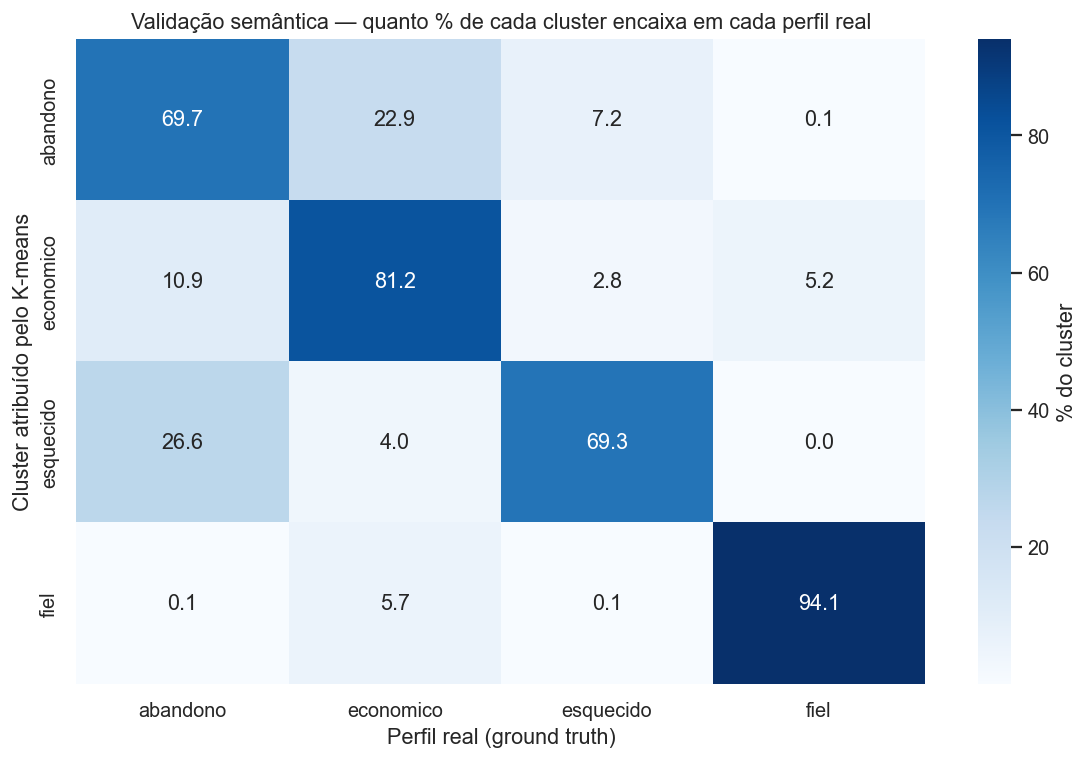 Validação semântica — quanto % de cada cluster encaixa em cada perfil real
Cluster atribuído pelo K-means
abandono
69.7 22.9 7.2 0.1
economico
10.9 81.2 2.8 5.2
esquecido
26.6 4.0 69.3 0.0
fiel
0.1 5.7 0.1 94.1
abandono economico esquecido fiel
Perfil real (ground truth)
80
60
40
20
% do cluster